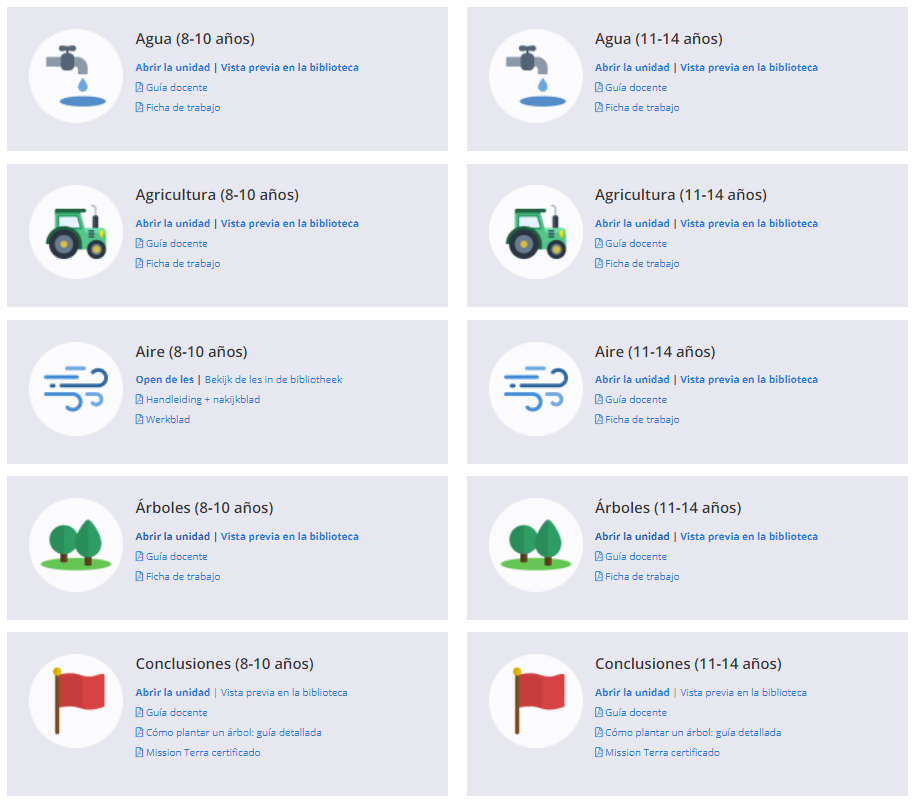 Agua (8-10 años)
Abrir la unidad | Vista previa en la biblioteca
Guía docente
Ficha de trabajo
Agua (11-14 años)
Abrir la unidad | Vista previa en la biblioteca
Guía docente
Ficha de trabajo
Agricultura (8-10 años)
Abrir la unidad | Vista previa en la biblioteca
Guía docente
Ficha de trabajo
Agricultura (11-14 años)
Abrir la unidad | Vista previa en la biblioteca
Guía docente
Ficha de trabajo
Aire (8-10 años)
Open de les | Bekijk de les in de bibliotheek
Handleiding + nakijkblad
Werkblad
Aire (11-14 años)
Abrir la unidad | Vista previa en la biblioteca
Guía docente
Ficha de trabajo
Árboles (8-10 años)
Abrir la unidad | Vista previa en la biblioteca
Guía docente
Ficha de trabajo
Árboles (11-14 años)
Abrir la unidad | Vista previa en la biblioteca
Guía docente
Ficha de trabajo
Conclusiones (8-10 años)
Abrir la unidad | Vista previa en la biblioteca
Guía docente
Cómo plantar un árbol: guía detallada
Mission Terra certificado
Conclusiones (11-14 años)
Abrir la unidad | Vista previa en la biblioteca
Guía docente
Cómo plantar un árbol: guía detallada
Mission Terra certificado